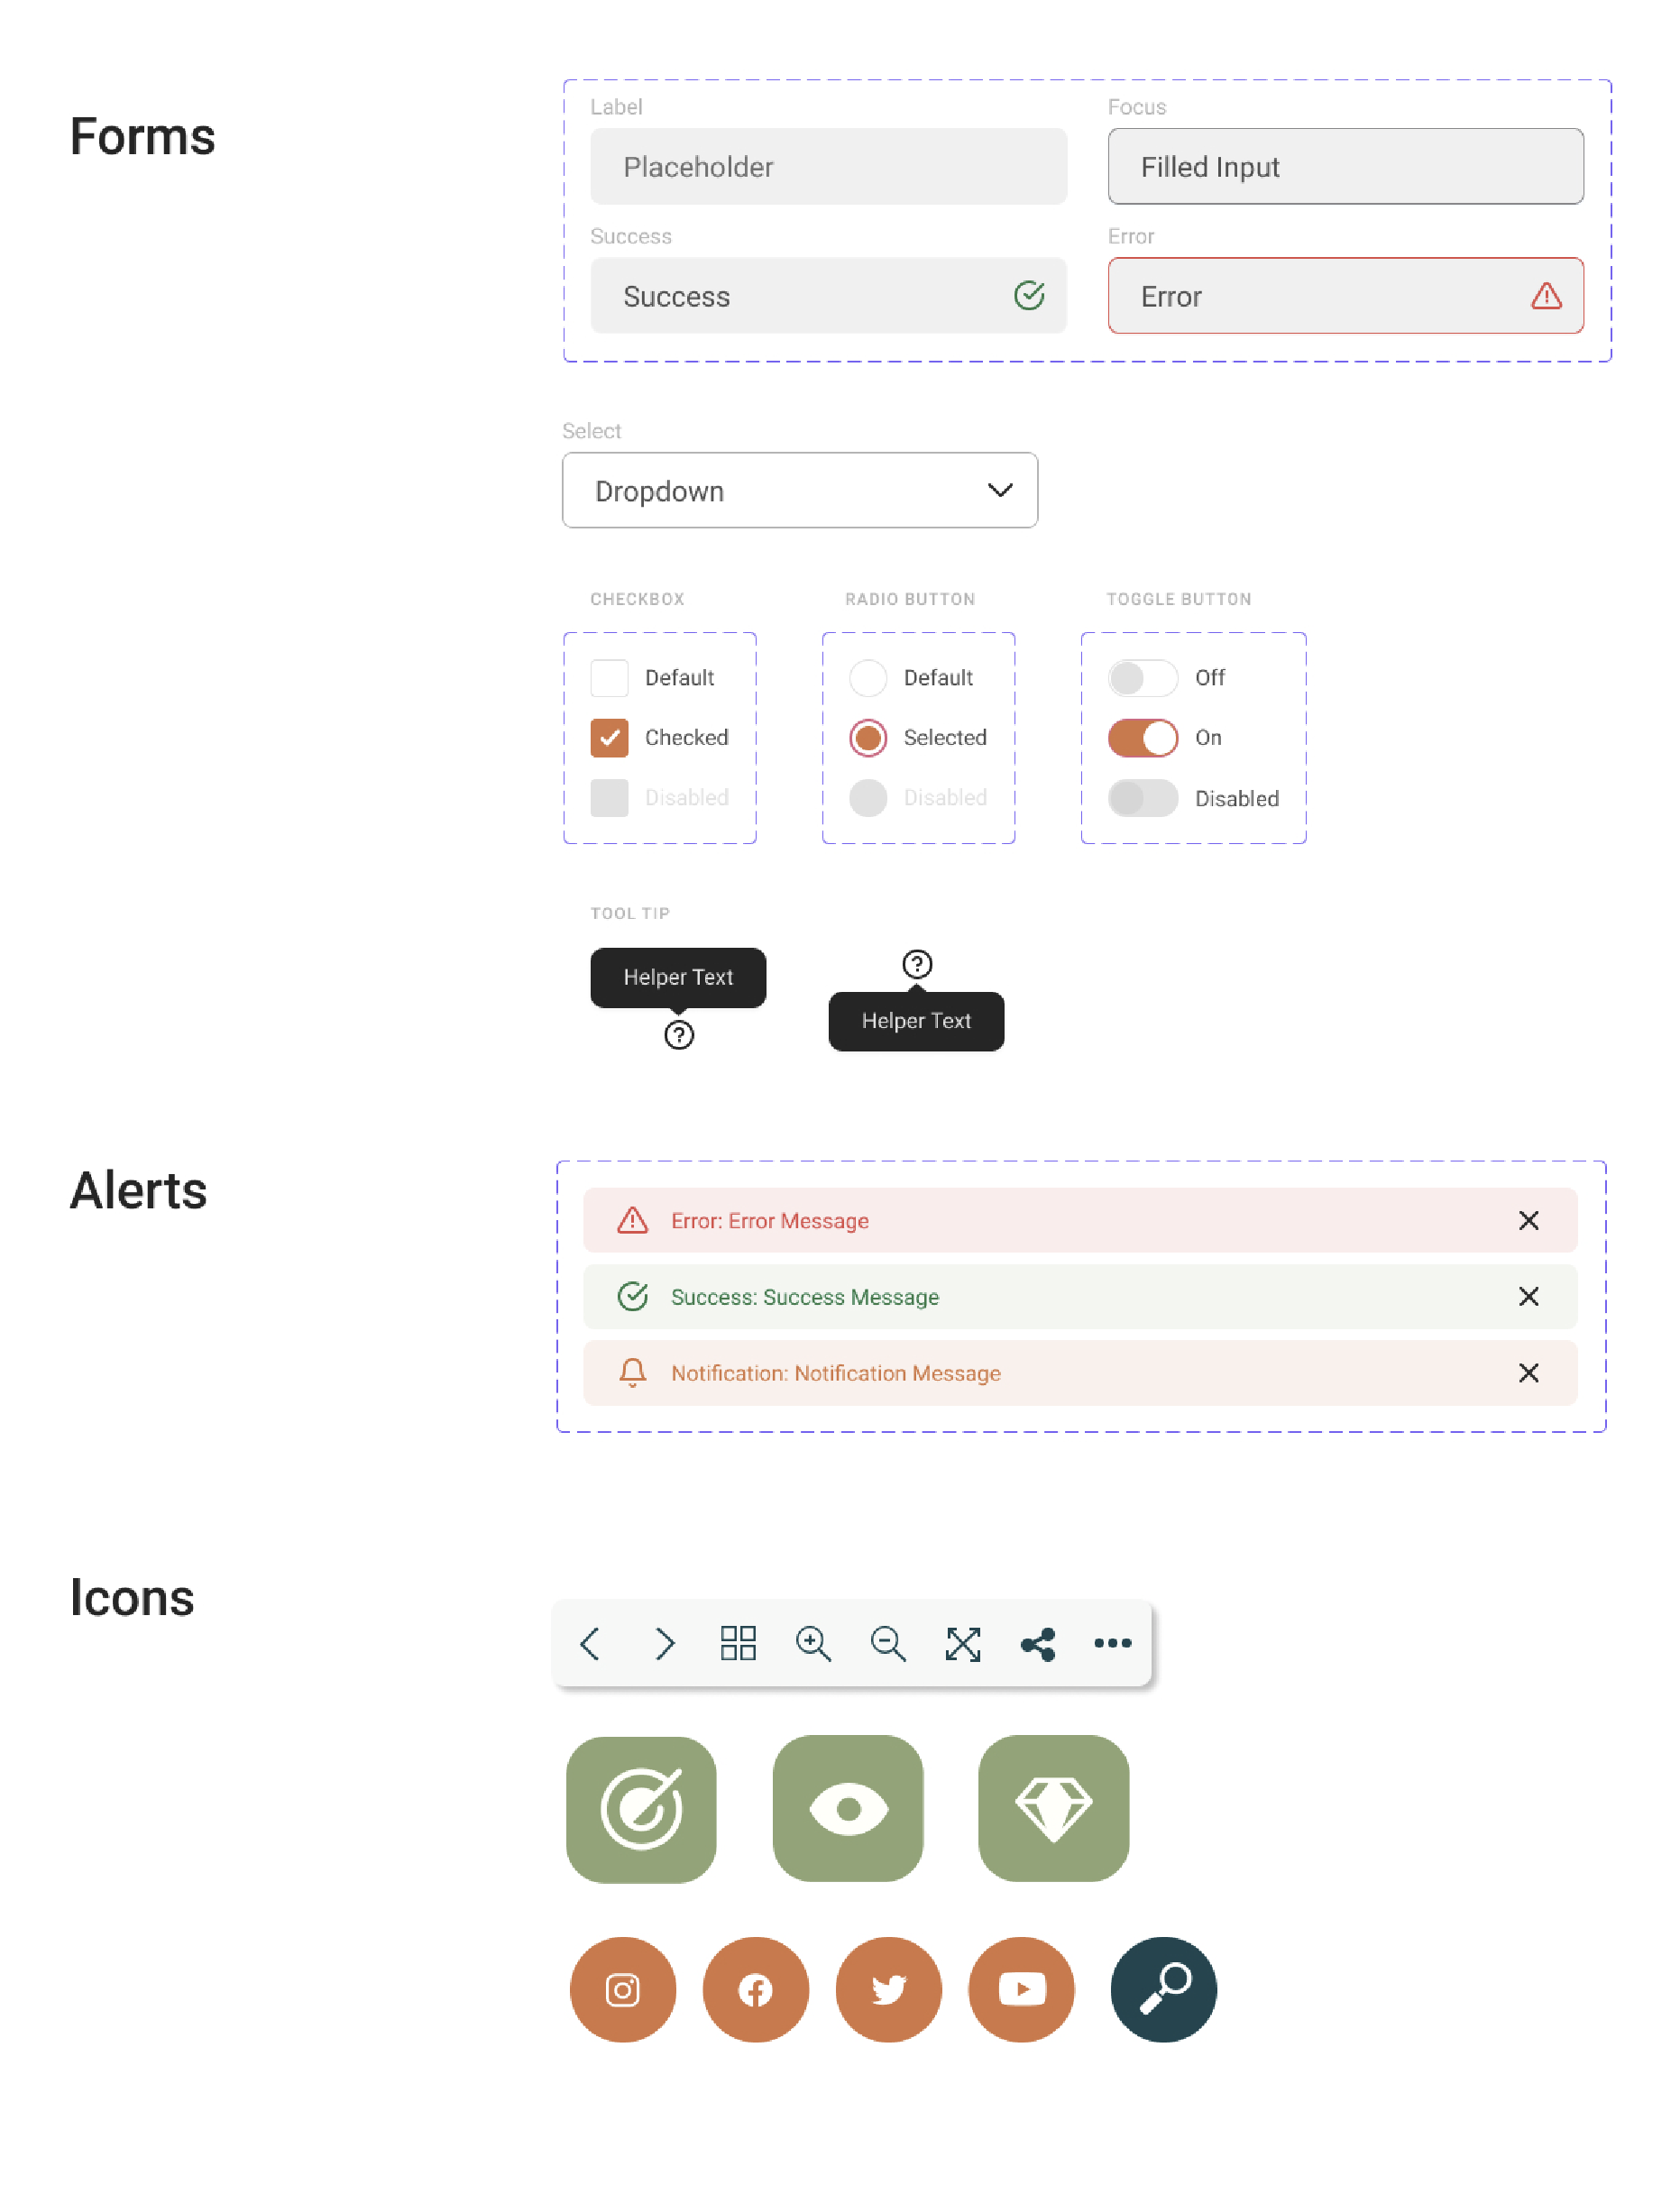 Forms
Label
Focus
Placeholder
Filled Input
Success
Error
Success
Error
Select
Dropdown
CHECKBOX
RADIO BUTTON
TOGGLE BUTTON
Default
Default
Off
Checked
Selected
On
Disabled
Disabled
Disabled
TOOL TIP
Helper Text
Helper Text
Alerts
Error: Error Message
Success: Success Message
Notification: Notification Message
Icons